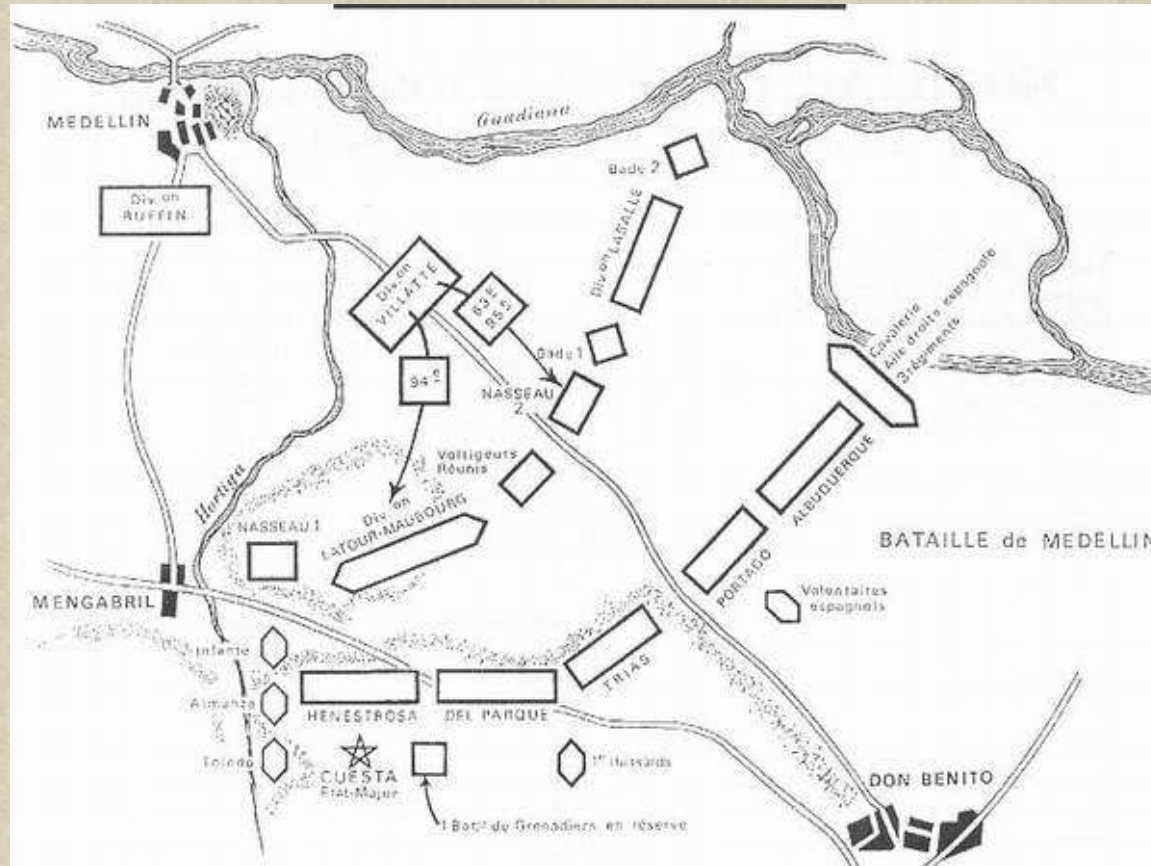 MEDELLIN
Guadiana
Div.on
RUFFIN
Bade 2
Div.on LASALLE
Div.on
VILLATTE
63e
95e
Bade 1
94e
NASSEAU
2
Cavalerie
Aile droite espagnole
3 régiments
Voltigeurs
Réunis
Hortiga
Div.on
LATOUR-MAUBOURG
NASSEAU 1
ALBUQUERQUE
PORTAGO
BATAILLE de MEDELLIN
MENGABRIL
Volontaires
espagnols
Infante
TRIAS
Almanza
HENESTROSA
DEL PARQUE
Toledo
CUESTA
Etat-Major
1er Hussards
DON BENITO
1 Bat.on de Grenadiers en réserve